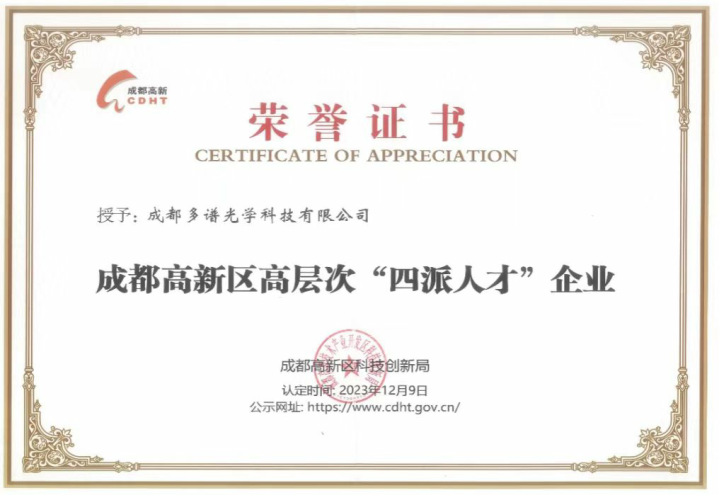 成都高新
CDHT
荣誉证书
CERTIFICATE OF APPRECIATION
授予：成都多谱光学科技有限公司
成都高新区高层次“四派人才”企业
成都高新区科技创新局
认定时间: 2023年12月9日
公示网址: https://www.cdht.gov.cn/